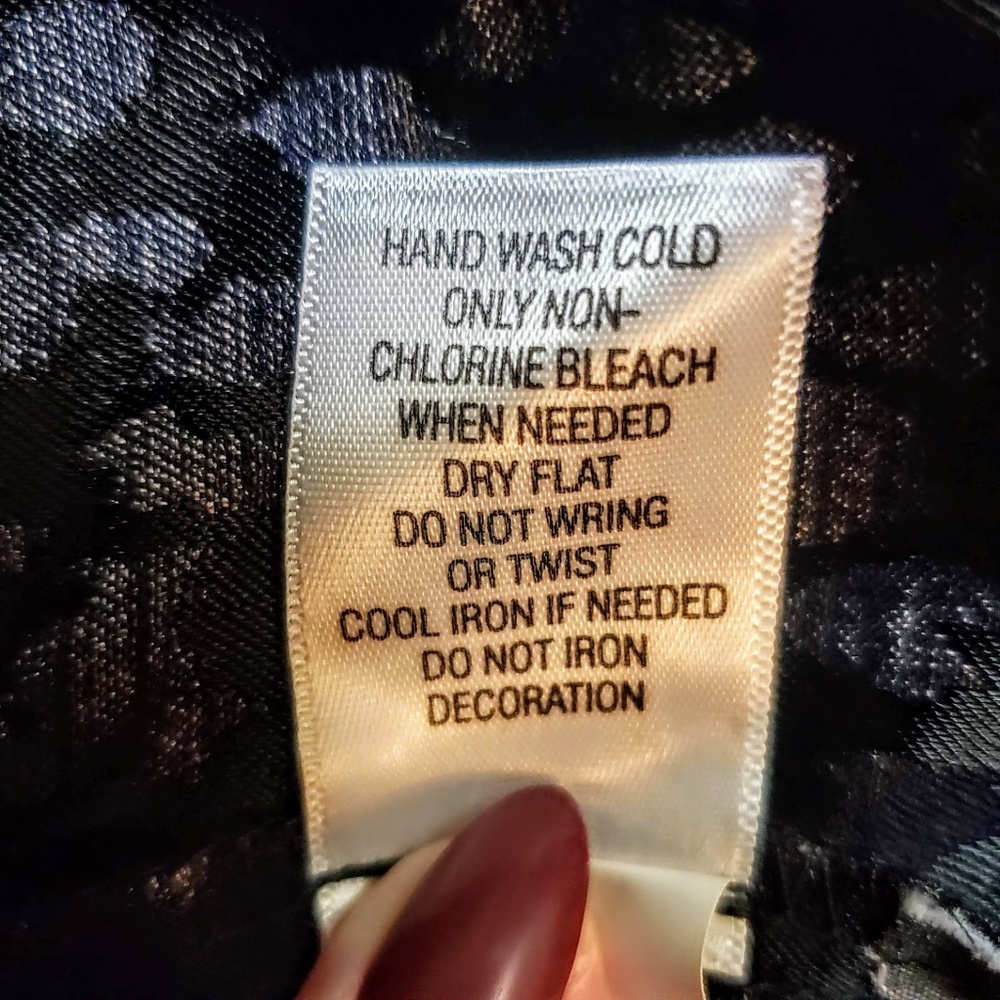 HAND WASH COLD
ONLY NON-
CHLORINE BLEACH
WHEN NEEDED
DRY FLAT
DO NOT WRING
OR TWIST
COOL IRON IF NEEDED
DO NOT IRON
DECORATION